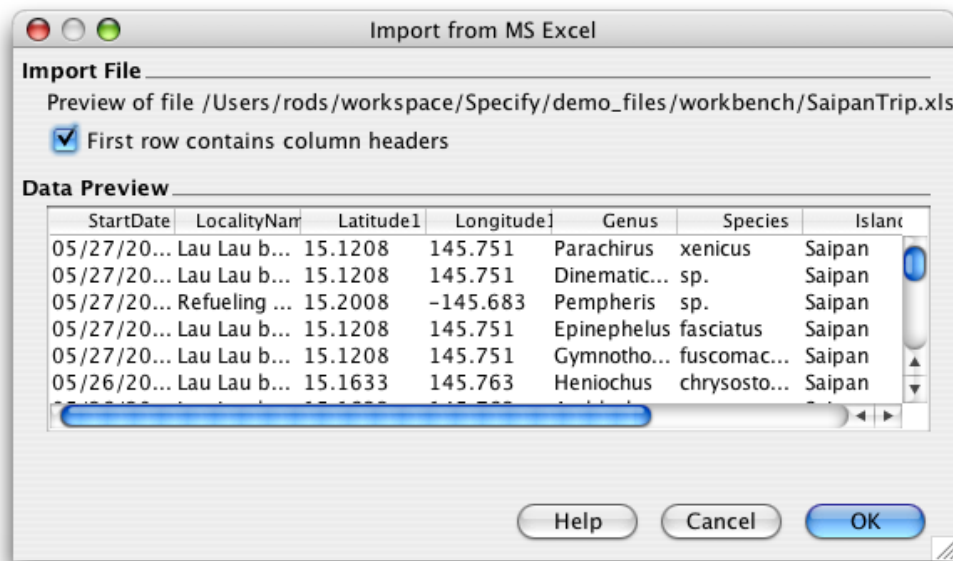 Import from MS Excel
Import File
Preview of file /Users/rods/workspace/Specify/demo_files/workbench/SaipanTrip.xls
First row contains column headers
Data Preview
StartDate LocalityNam Latitude1 Longitude1 Genus Species Island
05/27/20... Lau Lau b... 15.1208 145.751 Parachirus xenicus Saipan
05/27/20... Lau Lau b... 15.1208 145.751 Dinematic... sp. Saipan
05/27/20... Refueling ... 15.2008 -145.683 Pempheris sp. Saipan
05/27/20... Lau Lau b... 15.1208 145.751 Epinephelus fasciatus Saipan
05/27/20... Lau Lau b... 15.1208 145.751 Gymnotho... fuscomac... Saipan
05/26/20... Lau Lau b... 15.1633 145.763 Heniochus chrysosto... Saipan
Help Cancel OK